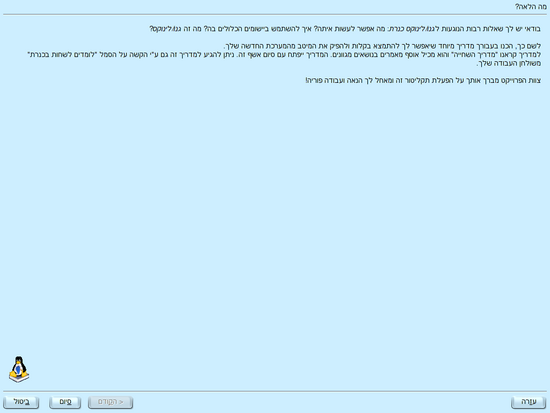 מה הלאה?
בודאי יש לך שאלות רבות הנוגעות לגנו/לינוקס כנרת: מה אפשר לעשות איתה? איך להשתמש ביישומים הכלולים בה? מה זה גנו/לינוקס?
לשם כך, הכנו בעבורך מדריך מיוחד שיאפשר לך להתמצא בקלות ולהפיק את המיטב מהמערכת החדשה שלך.
למדריך קראנו "מדריך השחייה" והוא מכיל אוסף מאמרים בנושאים מגוונים. המדריך ייפתח עם סיום אשף זה. ניתן להגיע למדריך זה גם ע"י הקשה על הסמל "לומדים לשחות בכנרת"
משולחן העבודה שלך.
צוות הפרוייקט מברך אותך על הפעלת תקליטור זה ומאחל לך הנאה ועבודה פוריה!
עזרה
< הקודם
סיום
ביטול